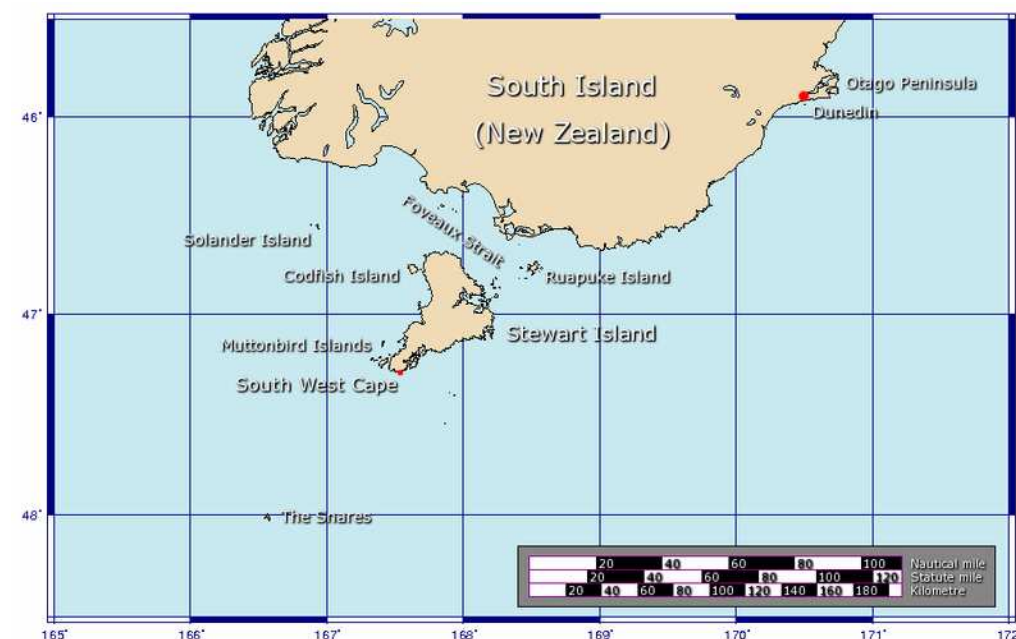 South Island
(New Zealand)
Otago Peninsula
Dunedin
46°
Foveaux Strait
Solander Island
Codfish Island
Ruapuke Island
47°
Stewart Island
Muttonbird Islands
South West Cape
48°
The Snares
20 40 60 80 100 Nautical mile
20 40 60 80 100 120 Statute mile
20 40 60 80 100 120 140 160 180 Kilometre
165° 166° 167° 168° 169° 170° 171° 172